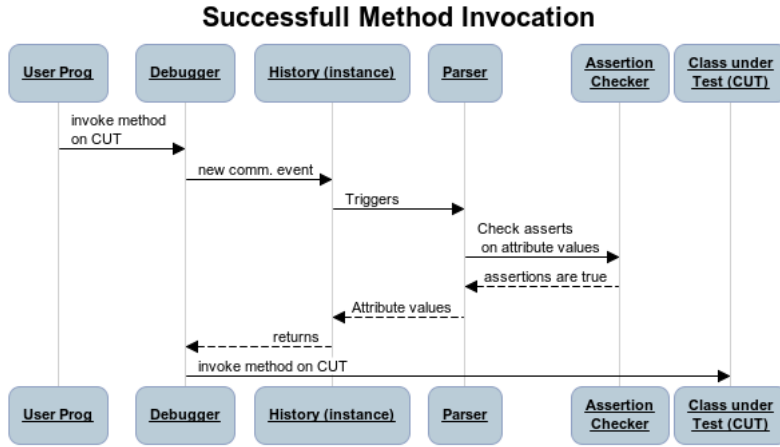 Successfull Method Invocation
User Prog
Debugger
History (instance)
Parser
Assertion
Checker
Class under
Test (CUT)
invoke method
on CUT
new comm. event
Triggers
Check asserts
on attribute values
assertions are true
Attribute values
returns
invoke method on CUT
User Prog
Debugger
History (instance)
Parser
Assertion
Checker
Class under
Test (CUT)